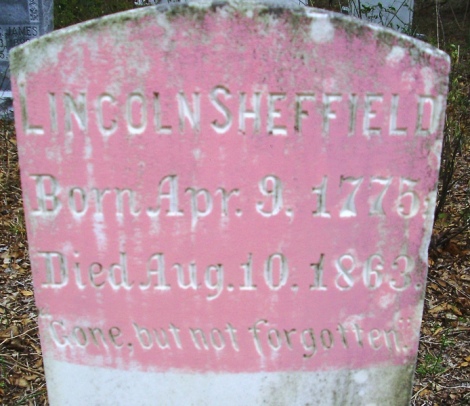 LINCOLN SHEFFIELD
Born Apr. 9, 1775.
Died Aug. 10. 1863.
"Gone, but not forgotten."